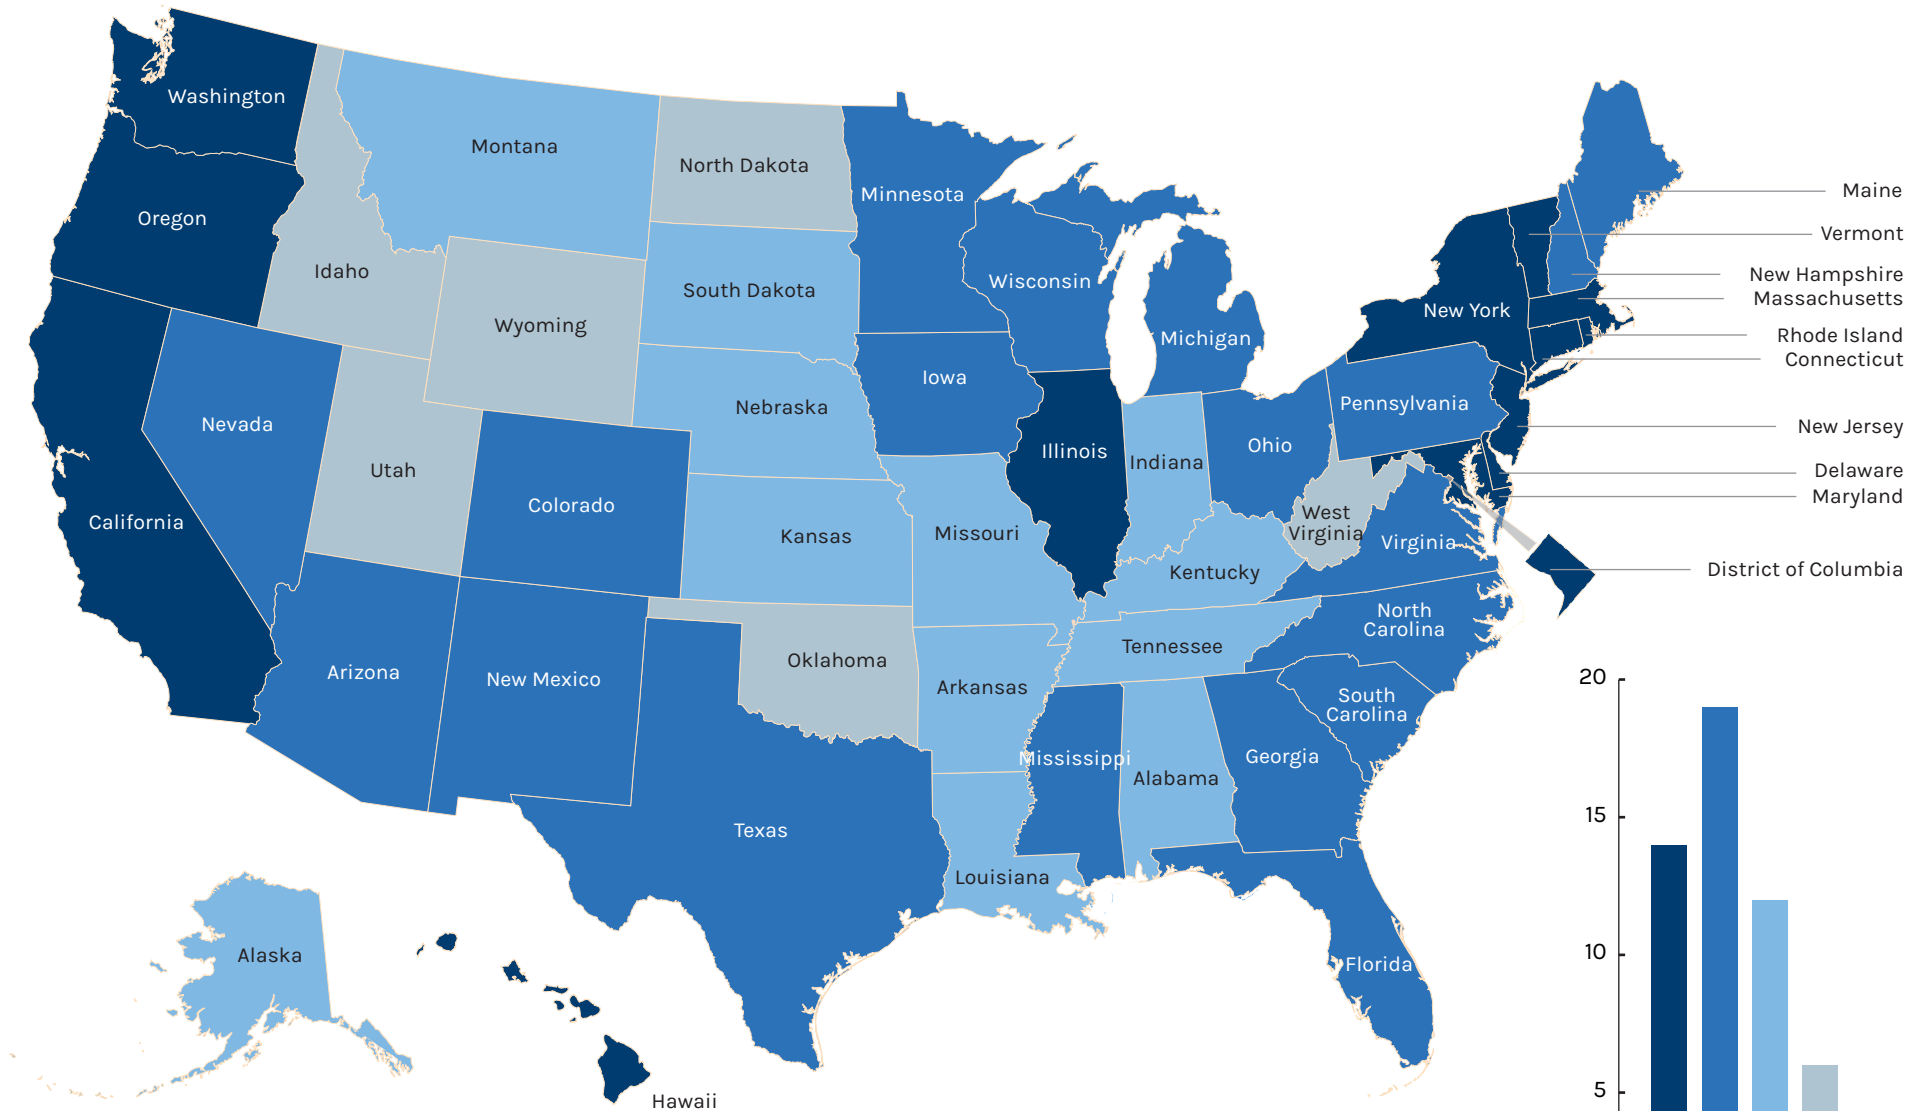 Washington
Montana
North Dakota
Minnesota
Maine
Oregon
Vermont
Idaho
Wisconsin
New Hampshire
South Dakota
Massachusetts
Wyoming
New York
Michigan
Rhode Island
Connecticut
Iowa
Nebraska
Pennsylvania
Nevada
New Jersey
Ohio
Illinois
Indiana
Utah
Delaware
Maryland
Colorado
California
West
Virginia
Kansas
Missouri
Virginia
Kentucky
District of Columbia
North
Carolina
Tennessee
Oklahoma
Arizona
New Mexico
Arkansas
South
Carolina
20
Mississippi
Georgia
Alabama
15
Texas
Louisiana
Alaska
10
Florida
5
Hawaii